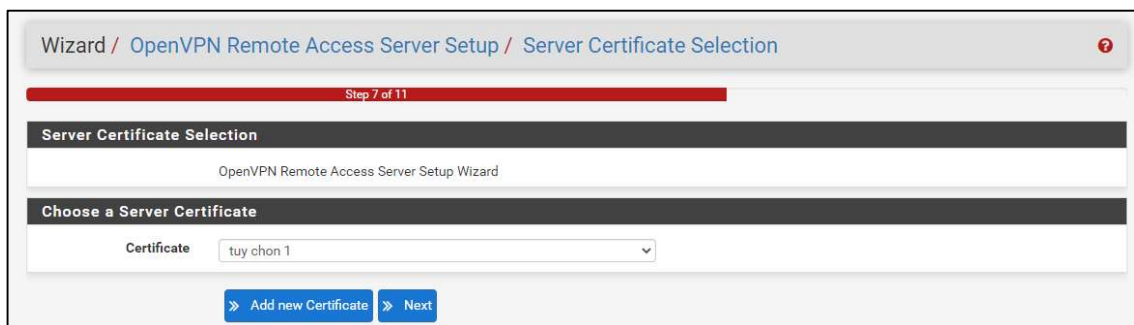 Wizard / OpenVPN Remote Access Server Setup / Server Certificate Selection
Step 7 of 11
Server Certificate Selection
OpenVPN Remote Access Server Setup Wizard
Choose a Server Certificate
Certificate tuy chon 1
» Add new Certificate » Next